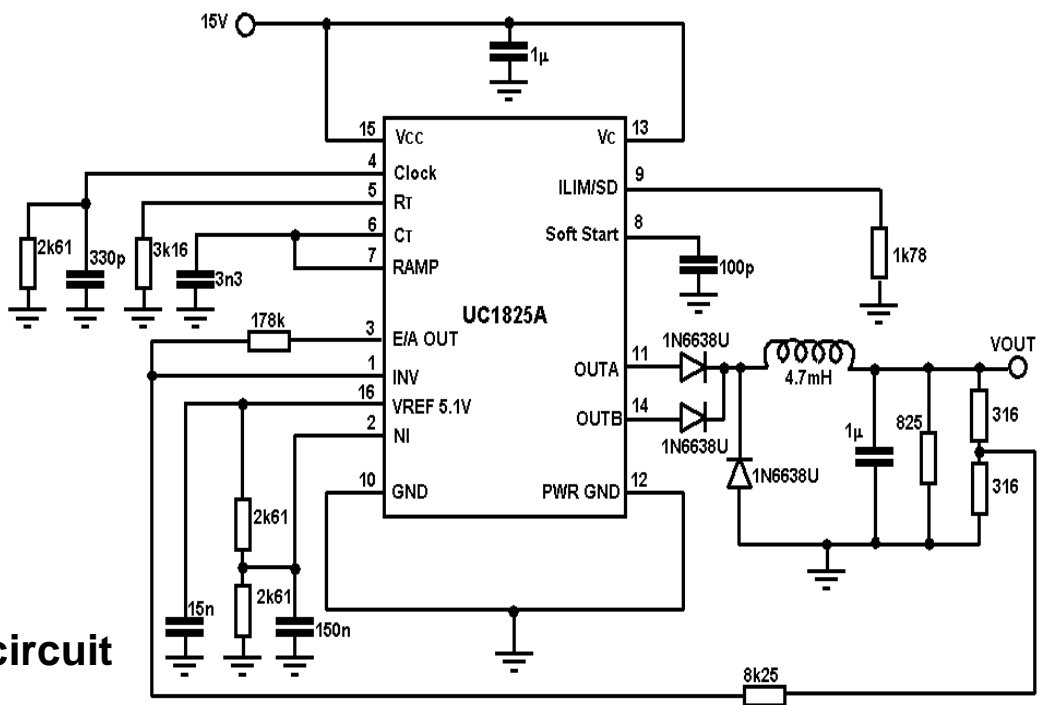 15V
1µ
15
VCC
VC
13
4
Clock
9
ILIM/SD
5
RT
2k61
330p
3k16
6
CT
8
Soft Start
1k78
3n3
7
RAMP
100p
UC1825A
178k
3
E/A OUT
1N6638U
VOUT
1
INV
OUTA
11
4.7mH
16
VREF 5.1V
316
2
NI
OUTB
14
1N6638U
1µ
825
1N6638U
316
10
GND
PWR GND
12
2k61
15n
2k61
150n
circuit
8k25